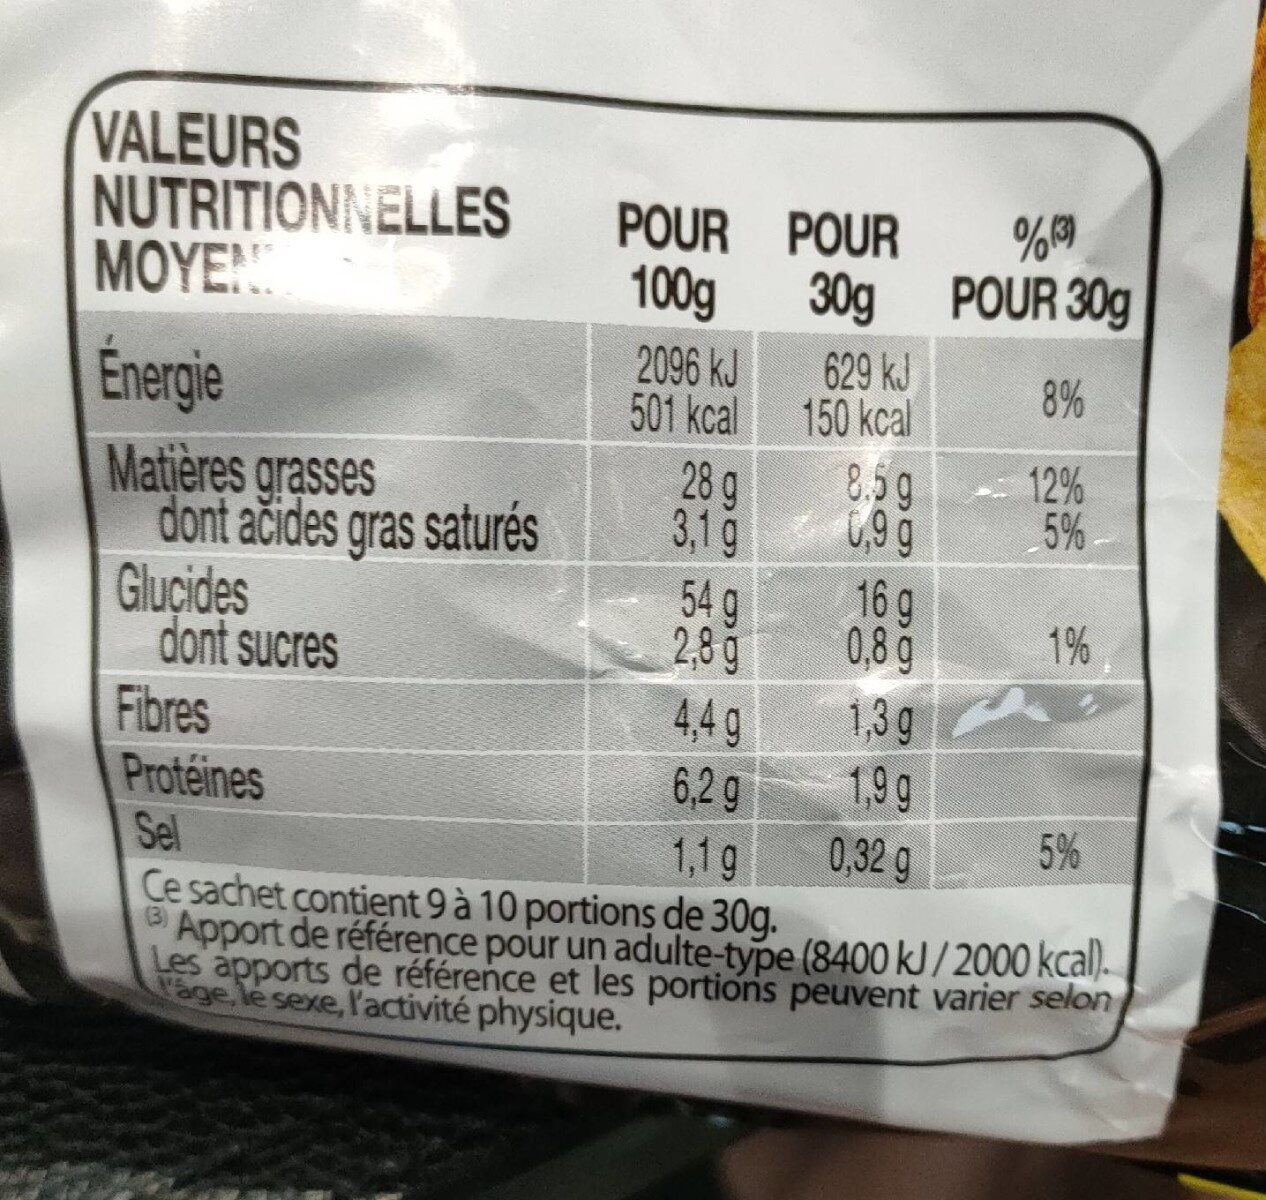 VALEURS
NUTRITIONNELLES
POUR 100g POUR 30g %(3) POUR 30g
Énergie 2096 kJ 629 kJ 8%
501 kcal 150 kcal
Matières grasses 28 g 8,5 g 12%
dont acides gras saturés 3,1 g 0,9 g 5%
Glucides 54 g 16 g
dont sucres 2,8 g 0,8 g 1%
Fibres 4,4 g 1,3 g
Protéines 6,2 g 1,9 g
Sel 1,1 g 0,32 g 5%
Ce sachet contient 9 à 10 portions de 30g.
(3) Apport de référence pour un adulte-type (8400 kJ / 2000 kcal).
Les apports de référence et les portions peuvent varier selon
l'âge, le sexe, l'activité physique.